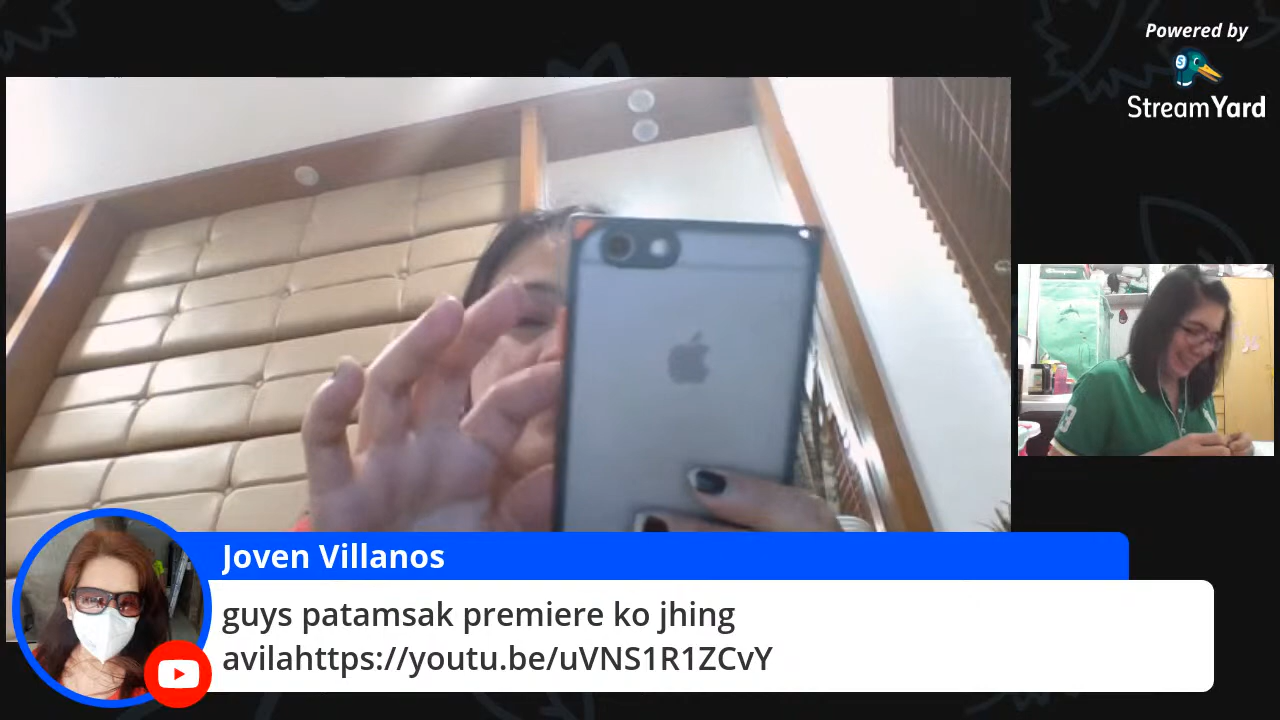 Powered by
StreamYard
Joven Villanos
guys patamsak premiere ko jhing
avilahttps://youtu.be/uVNS1R1ZCvY